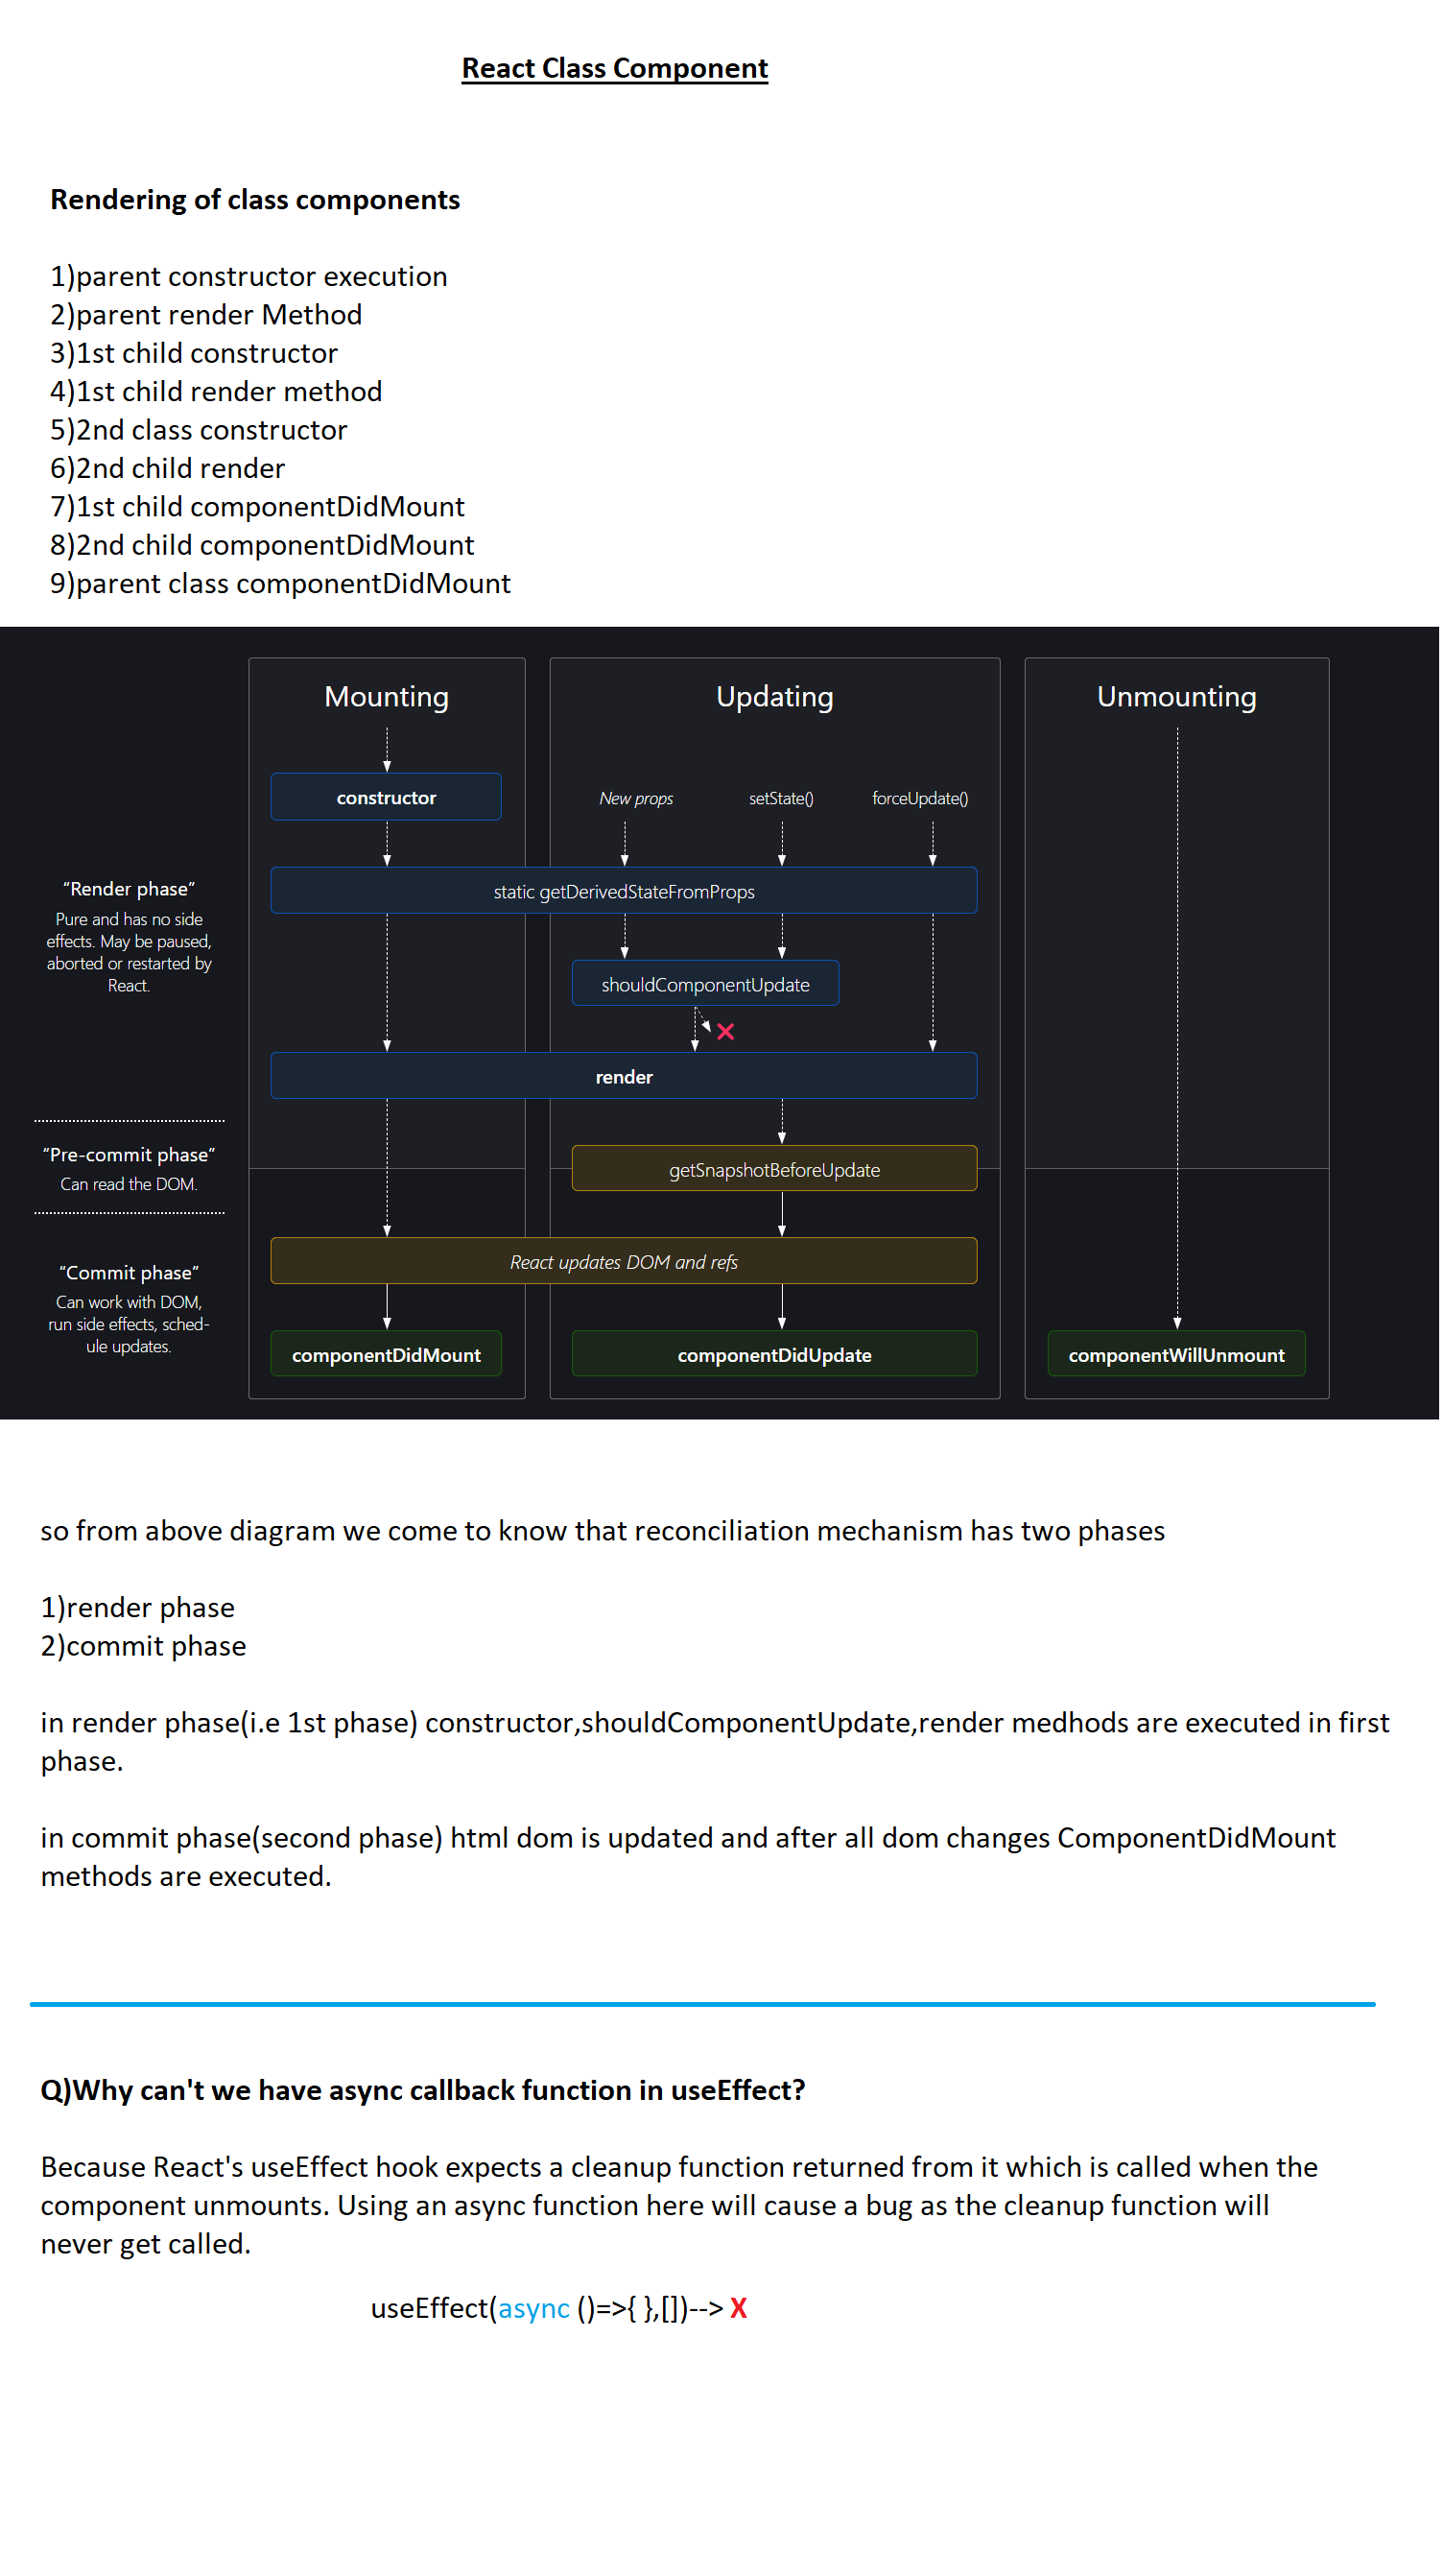 React Class Component
Rendering of class components
1)parent constructor execution
2)parent render Method
3)1st child constructor
4)1st child render method
5)2nd class constructor
6)2nd child render
7)1st child componentDidMount
8)2nd child componentDidMount
9)parent class componentDidMount
Mounting
Updating
Unmounting
constructor
New props
setState()
forceUpdate()
“Render phase”
Pure and has no side
effects. May be paused,
aborted or restarted by
React.
static getDerivedStateFromProps
shouldComponentUpdate
render
“Pre-commit phase”
Can read the DOM.
getSnapshotBeforeUpdate
“Commit phase”
Can work with DOM,
run side effects, sched-
ule updates.
React updates DOM and refs
componentDidMount
componentDidUpdate
componentWillUnmount
so from above diagram we come to know that reconciliation mechanism has two phases
1)render phase
2)commit phase
in render phase(i.e 1st phase) constructor,shouldComponentUpdate,render medhods are executed in first
phase.
in commit phase(second phase) html dom is updated and after all dom changes ComponentDidMount
methods are executed.
Q)Why can't we have async callback function in useEffect?
Because React's useEffect hook expects a cleanup function returned from it which is called when the
component unmounts. Using an async function here will cause a bug as the cleanup function will
never get called.
useEffect(async ()=>{ },[])--> X